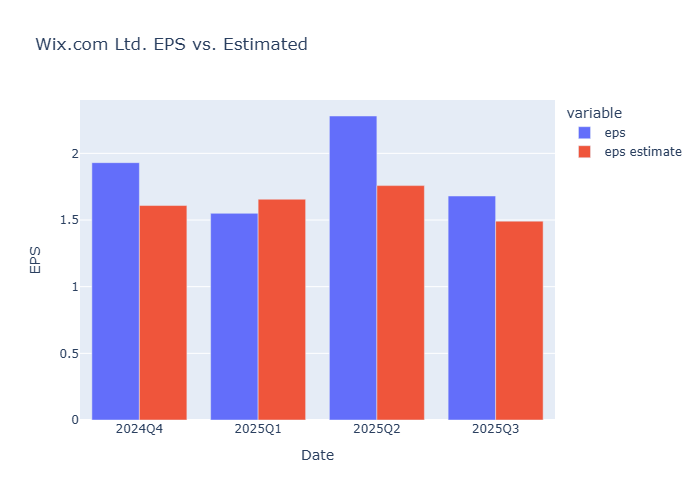 Wix.com Ltd. EPS vs. Estimated
variable
eps
eps estimate
EPS
2
1.5
1
0.5
0
2024Q4
2025Q1
2025Q2
2025Q3
Date